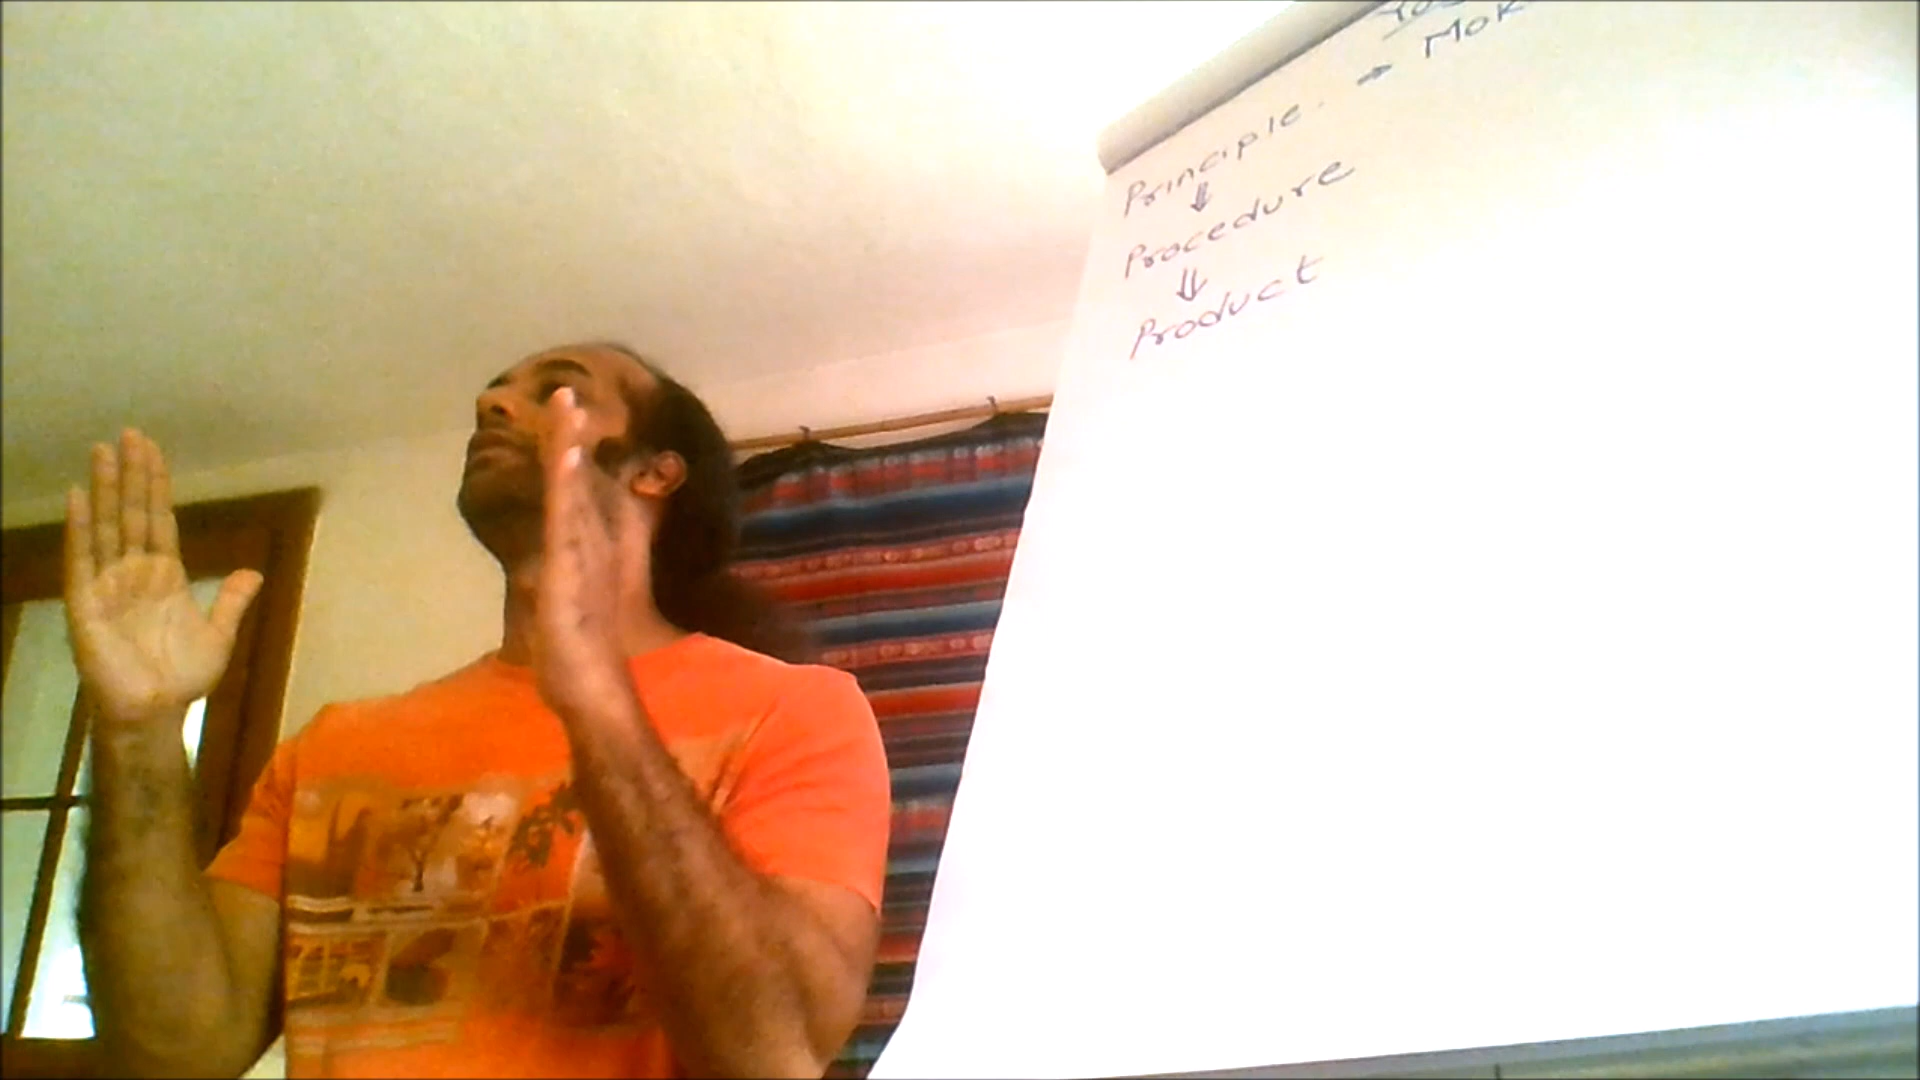 Principle. →
⇓
Procedure
⇓
Product